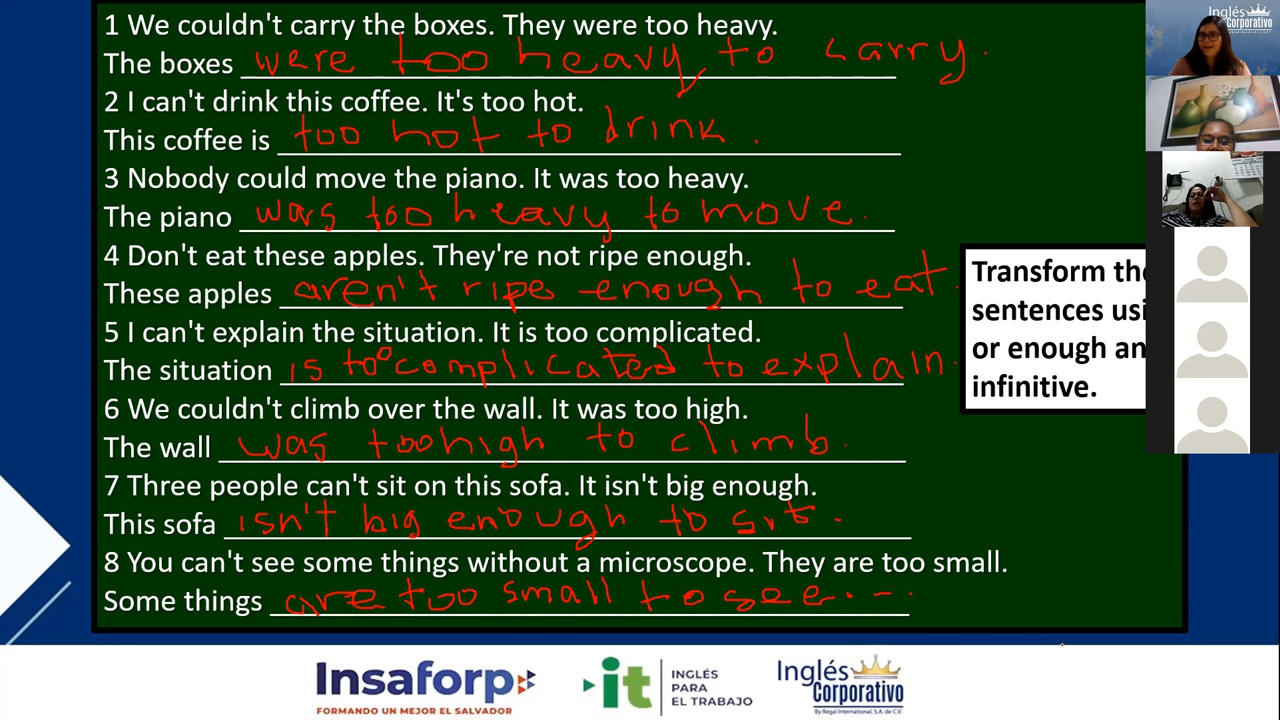 1 We couldn't carry the boxes. They were too heavy.
The boxes were too heavy to carry.
2 I can't drink this coffee. It's too hot.
This coffee is too hot to drink.
3 Nobody could move the piano. It was too heavy.
The piano was too heavy to move.
4 Don't eat these apples. They're not ripe enough.
These apples aren't ripe enough to eat.
5 I can't explain the situation. It is too complicated.
The situation is too complicated to explain.
6 We couldn't climb over the wall. It was too high.
The wall was too high to climb.
7 Three people can't sit on this sofa. It isn't big enough.
This sofa isn't big enough to sit.
8 You can't see some things without a microscope. They are too small.
Some things are too small to see...
Transform the
sentences usi
or enough an
infinitive.
Inglés
Corporativo
Insaforp
FORMANDO UN MEJOR EL SALVADOR
it
INGLÉS
PARA
EL TRABAJO
Inglés
Corporativo
By Regal International, S.A. de C.V.